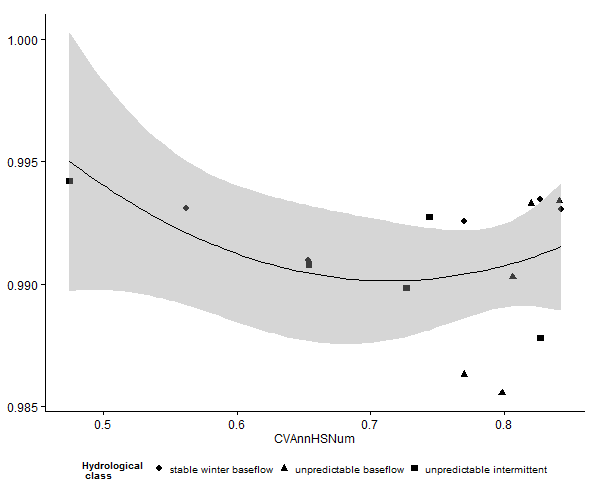 1.000
0.995
0.990
0.985
0.5 0.6 0.7 0.8
CVAnnHSNum
Hydrological
class
stable winter baseflow unpredictable baseflow unpredictable intermittent